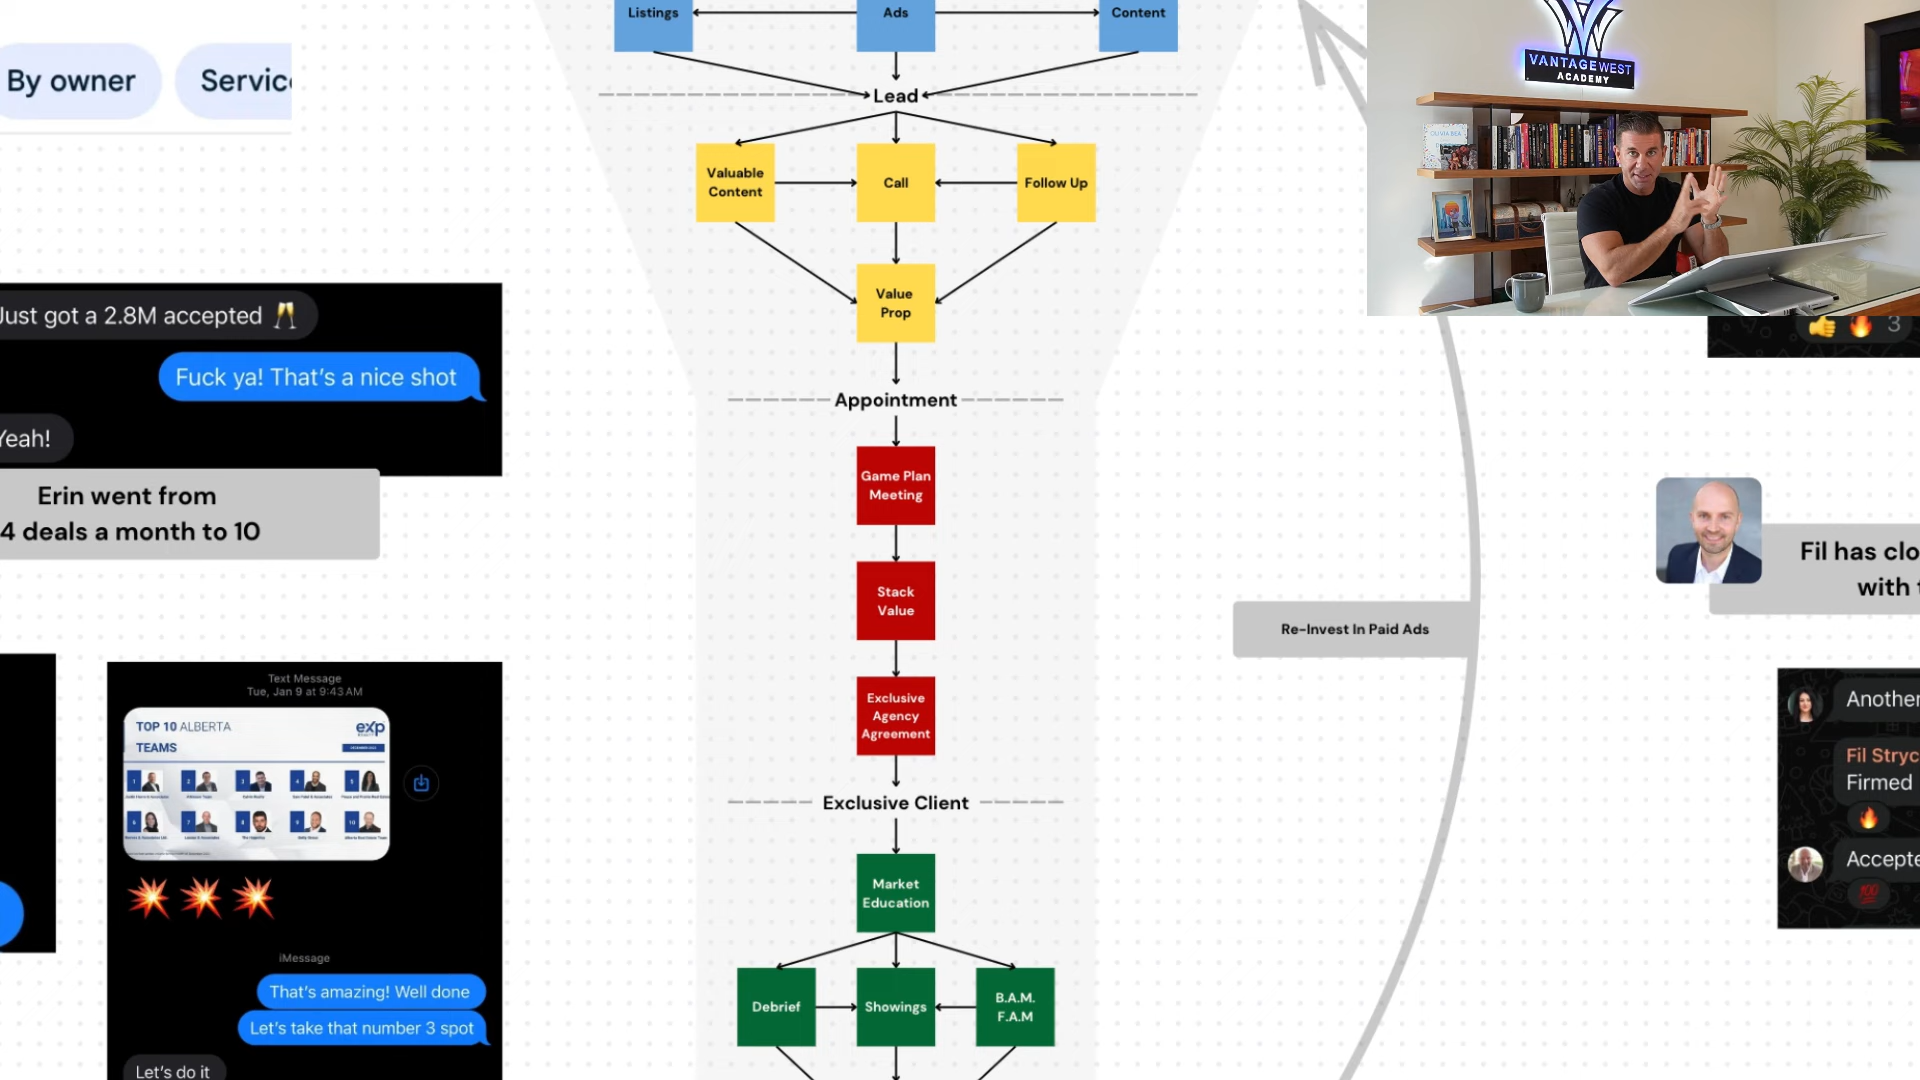 Listings
Ads
Content
VANTAGEWEST
ACADEMY
By owner
Servic
Lead
Valuable
Content
Call
Follow Up
Value
Prop
Just got a 2.8M accepted 🥂
Fuck ya! That's a nice shot
Yeah!
Erin went from
4 deals a month to 10
👍 🔥 3
Appointment
Game Plan
Meeting
Stack
Value
Exclusive
Agency
Agreement
Re-Invest In Paid Ads
Fil has clo
with t
Text Message
Tue, Jan 9 at 9:43 AM
TOP 10 ALBERTA
TEAMS
exp
💥 💥 💥
iMessage
That's amazing! Well done
Let's take that number 3 spot
Let's do it
Another
Fil Stryc
Firmed
🔥
Accepte
💯
Exclusive Client
Market
Education
Debrief
Showings
B.A.M.
F.A.M